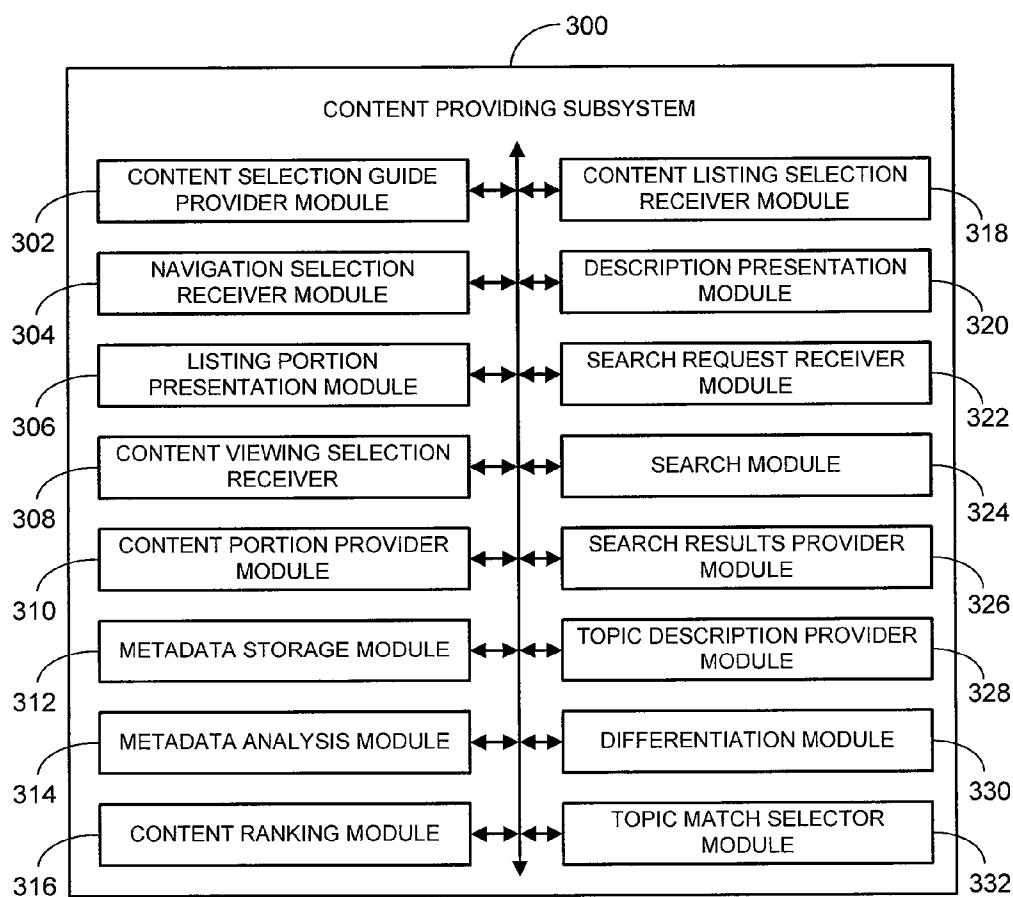 300
CONTENT PROVIDING SUBSYSTEM
CONTENT SELECTION GUIDE
PROVIDER MODULE
302
CONTENT LISTING SELECTION
RECEIVER MODULE
318
NAVIGATION SELECTION
RECEIVER MODULE
304
DESCRIPTION PRESENTATION
MODULE
320
LISTING PORTION
PRESENTATION MODULE
306
SEARCH REQUEST RECEIVER
MODULE
322
CONTENT VIEWING SELECTION
RECEIVER
308
SEARCH MODULE
324
CONTENT PORTION PROVIDER
MODULE
310
SEARCH RESULTS PROVIDER
MODULE
326
METADATA STORAGE MODULE
312
TOPIC DESCRIPTION PROVIDER
MODULE
328
METADATA ANALYSIS MODULE
314
DIFFERENTIATION MODULE
330
CONTENT RANKING MODULE
316
TOPIC MATCH SELECTOR
MODULE
332